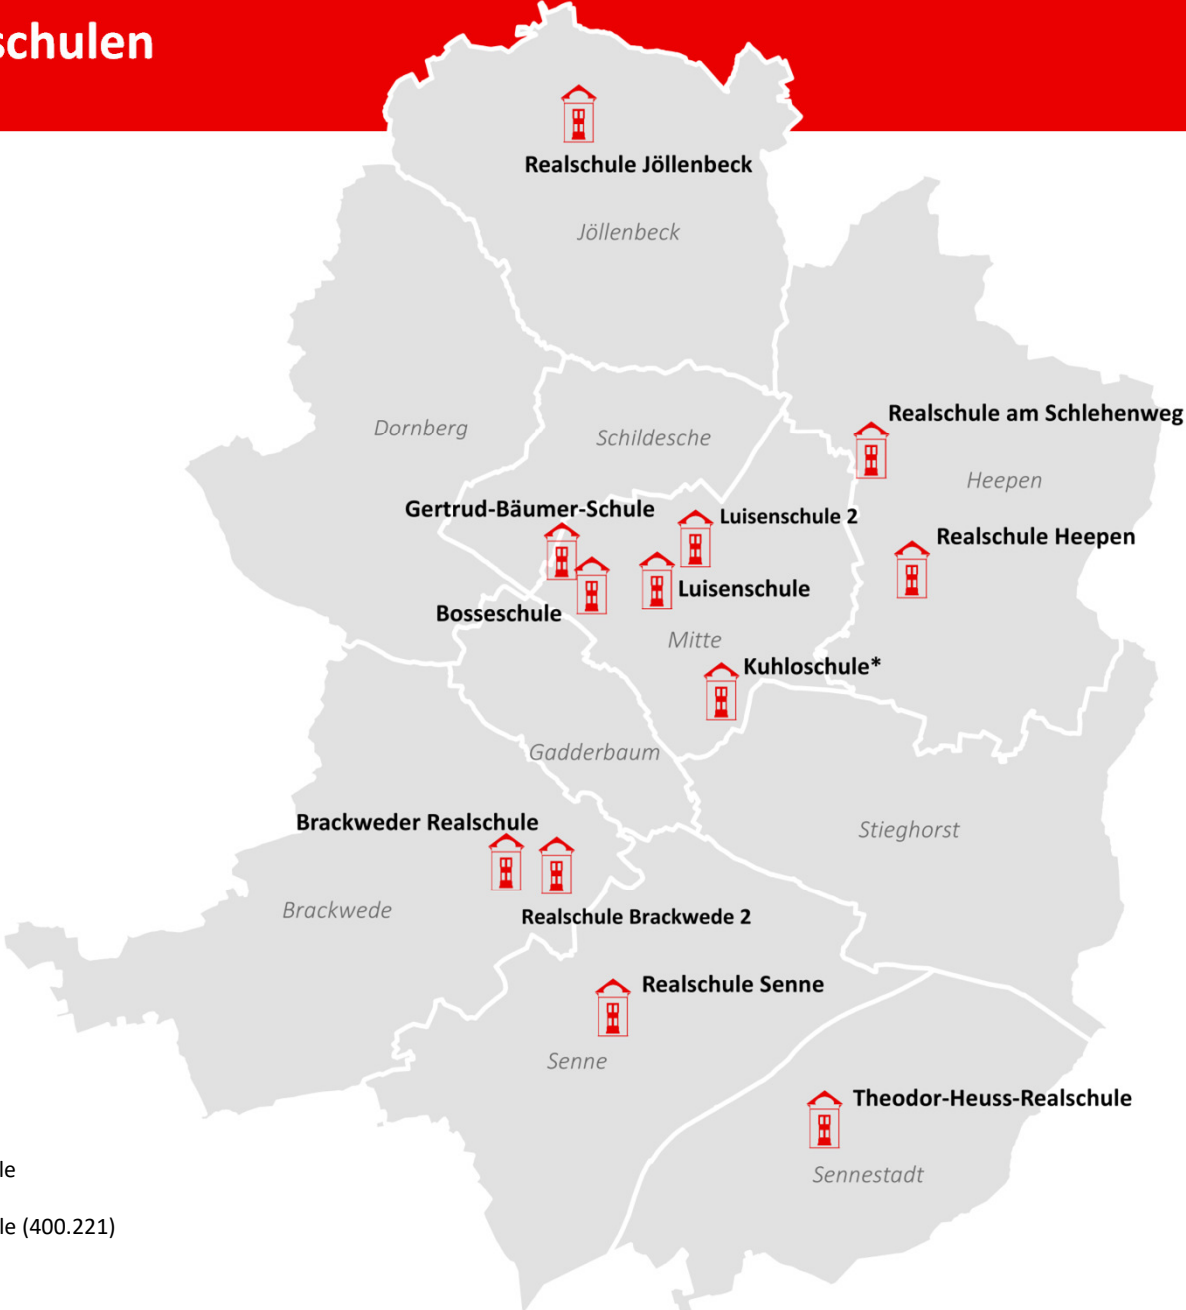 schulen
Realschule Jöllenbeck
Jöllenbeck
Realschule am Schlehenweg
Dornberg
Schildesche
Heepen
Gertrud-Bäumer-Schule
Luisenschule 2
Realschule Heepen
Luisenschule
Bosseschule
Mitte
Kuhloschule*
Gadderbaum
Brackweder Realschule
Stieghorst
Brackwede
Realschule Brackwede 2
Realschule Senne
Senne
Theodor-Heuss-Realschule
le
Sennestadt
le (400.221)